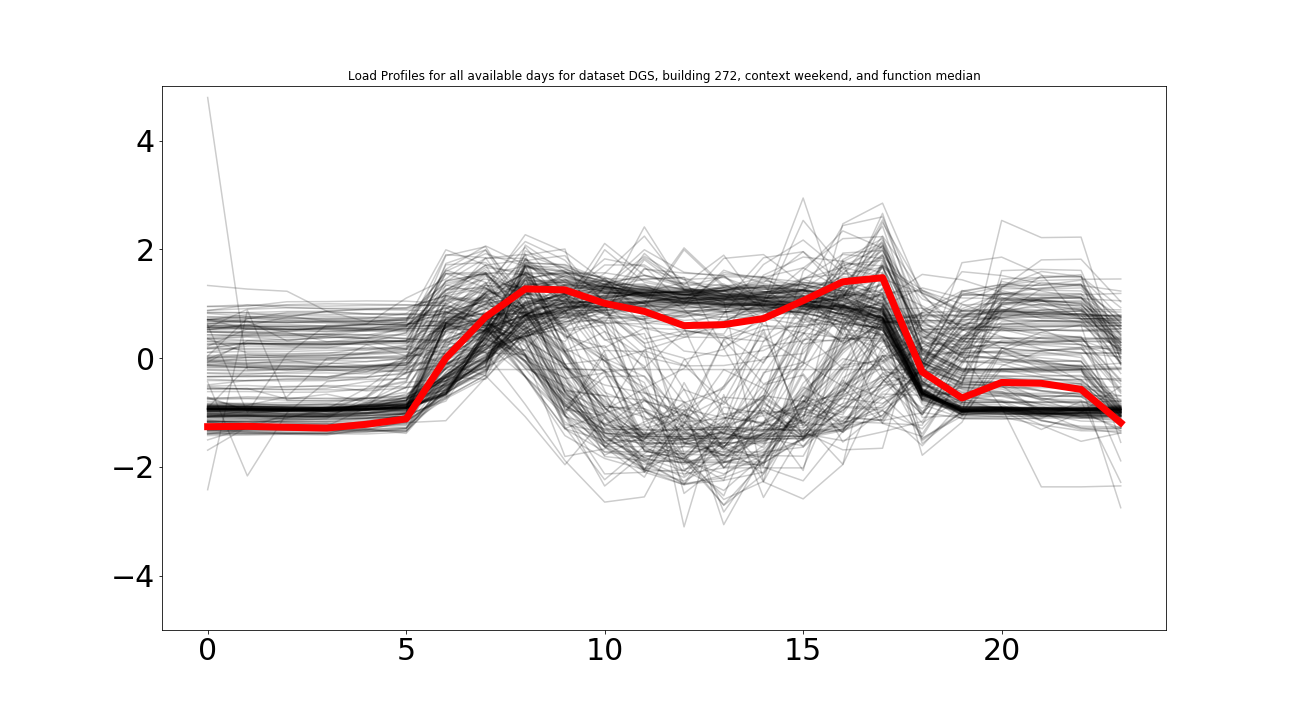 Load Profiles for all available days for dataset DGS, building 272, context weekend, and function median
4
2
0
−2
−4
0 5 10 15 20